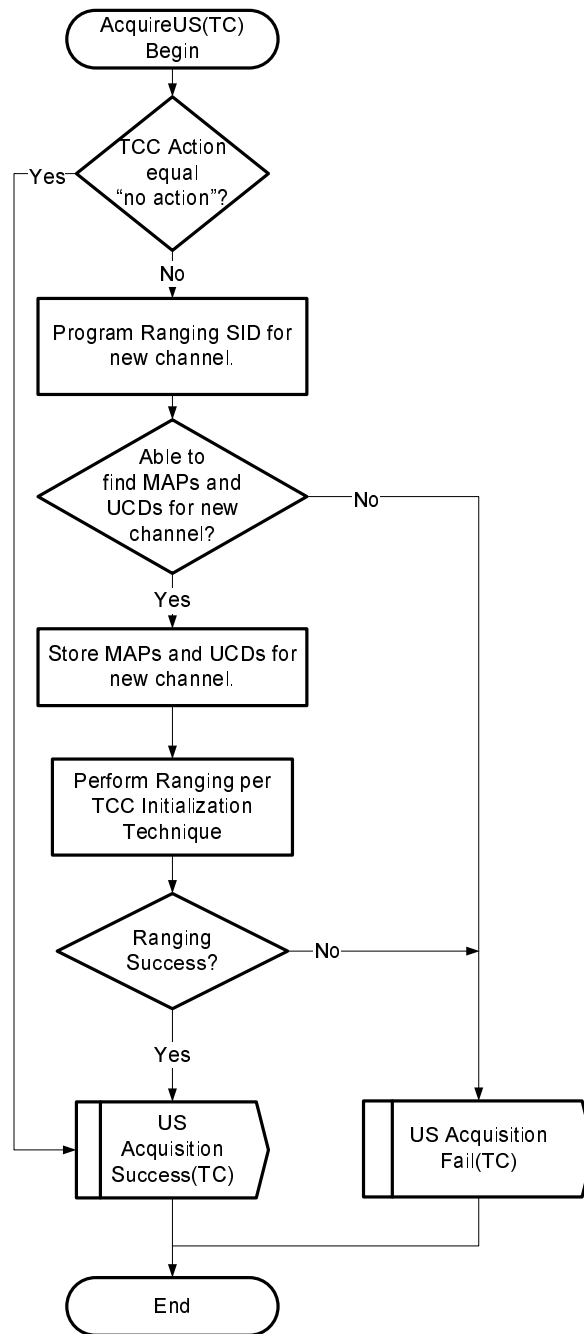 AcquireUS(TC)
Begin
TCC Action
equal
“no action”?
Yes
No
Program Ranging SID for
new channel.
Able to
find MAPs and
UCDs for new
channel?
No
Yes
Store MAPs and UCDs for
new channel.
Perform Ranging per
TCC Initialization
Technique
Ranging
Success?
No
Yes
US
Acquisition
Success(TC)
US Acquisition
Fail(TC)
End